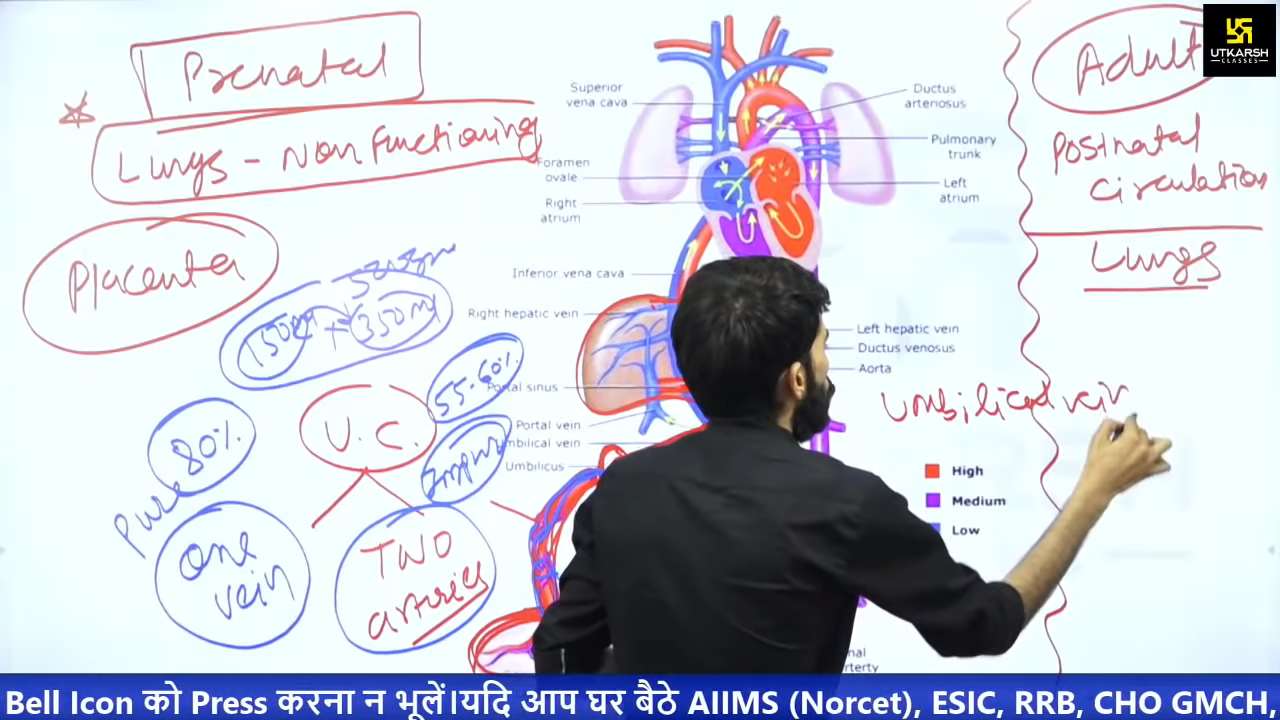 Prenatal
Lungs - Non functioning
Placenta
150 + 350 ml
U.C.
55-60%
80%
Pure
Impure
One
vein
TWO
arteries
Superior
vena cava
Foramen
ovale
Right
atrium
Inferior vena cava
Right hepatic vein
Portal sinus
Portal vein
Umbilical vein
Umbilicus
Ductus
arteriosus
Pulmonary
trunk
Left
atrium
Left hepatic vein
Ductus venosus
Aorta
Umbilical vein
High
Medium
Low
Adult
Postnatal
circulation
Lungs
UTKARSH
CLASSES
Bell Icon को Press करना न भूलें।यदि आप घर बैठे AIIMS (Norcet), ESIC, RRB, CHO GMCH,